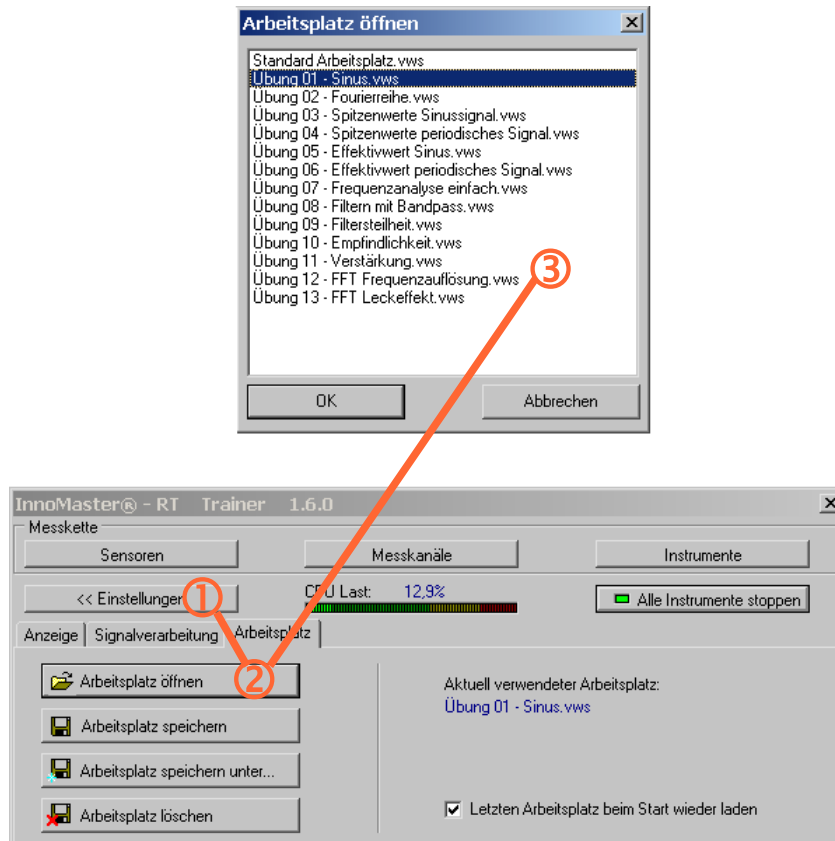 Arbeitsplatz öffnen
Standard Arbeitsplatz.vws
Übung 01 - Sinus.vws
Übung 02 - Fourierreihe.vws
Übung 03 - Spitzenwerte Sinussignal.vws
Übung 04 - Spitzenwerte periodisches Signal.vws
Übung 05 - Effektivwert Sinus.vws
Übung 06 - Effektivwert periodisches Signal.vws
Übung 07 - Frequenzanalyse einfach.vws
Übung 08 - Filtern mit Bandpass.vws
Übung 09 - Filtersteilheit.vws
Übung 10 - Empfindlichkeit.vws
Übung 11 - Verstärkung.vws
Übung 12 - FFT Frequenzauflösung.vws
Übung 13 - FFT Leckeffekt.vws
③
OK Abbrechen
InnoMaster® - RT Trainer 1.6.0
Messkette
Sensoren Messkanäle Instrumente
<< Einstellungen ① CPU Last: 12,9% Alle Instrumente stoppen
Anzeige Signalverarbeitung Arbeitsplatz
Arbeitsplatz öffnen ② Aktuell verwendeter Arbeitsplatz:
Übung 01 - Sinus.vws
Arbeitsplatz speichern
Arbeitsplatz speichern unter...
Arbeitsplatz löschen Letzten Arbeitsplatz beim Start wieder laden